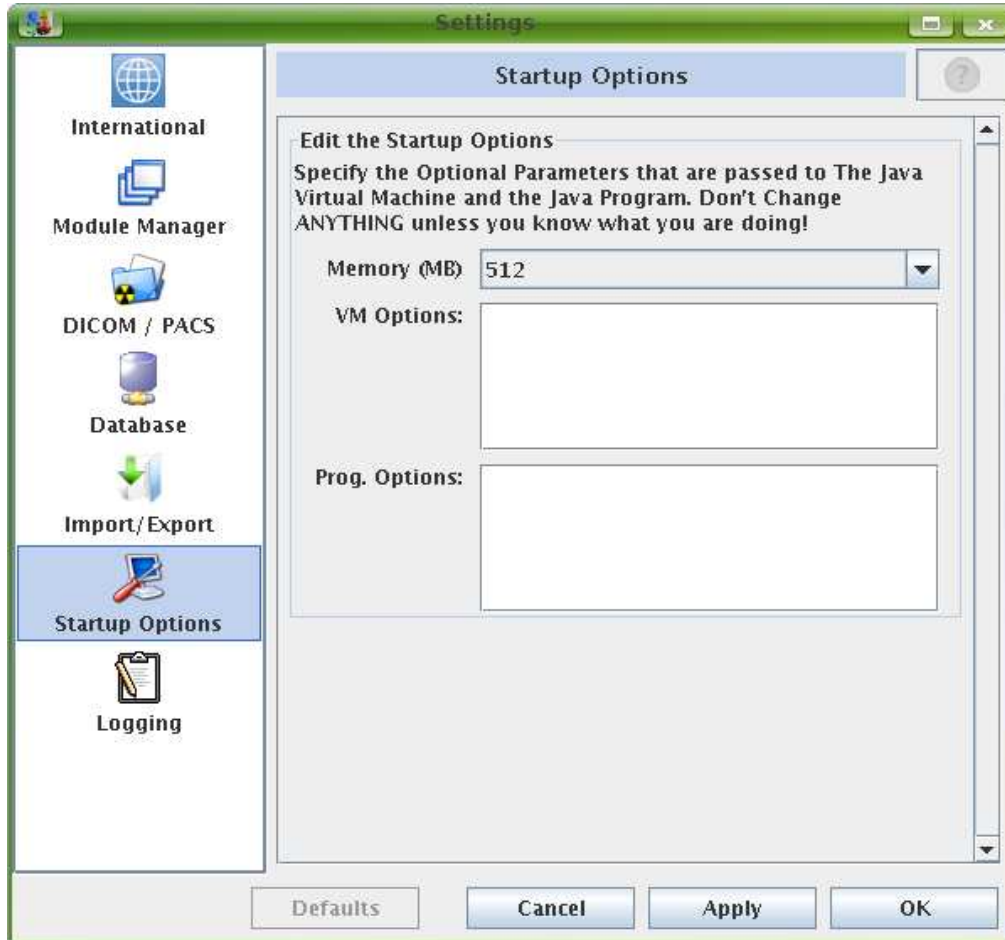 Settings
International
Module Manager
DICOM / PACS
Database
Import/Export
Startup Options
Logging
Startup Options
?
Edit the Startup Options
Specify the Optional Parameters that are passed to The Java
Virtual Machine and the Java Program. Don't Change
ANYTHING unless you know what you are doing!
Memory (MB) 512
VM Options:
Prog. Options:
Defaults Cancel Apply OK